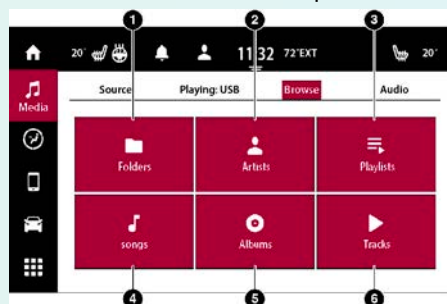 1 2 3
20° 11:32 72°EXT 20°
Media
Source Playing: USB Browse Audio
Folders Artists Playlists
songs Albums Tracks
4 5 6